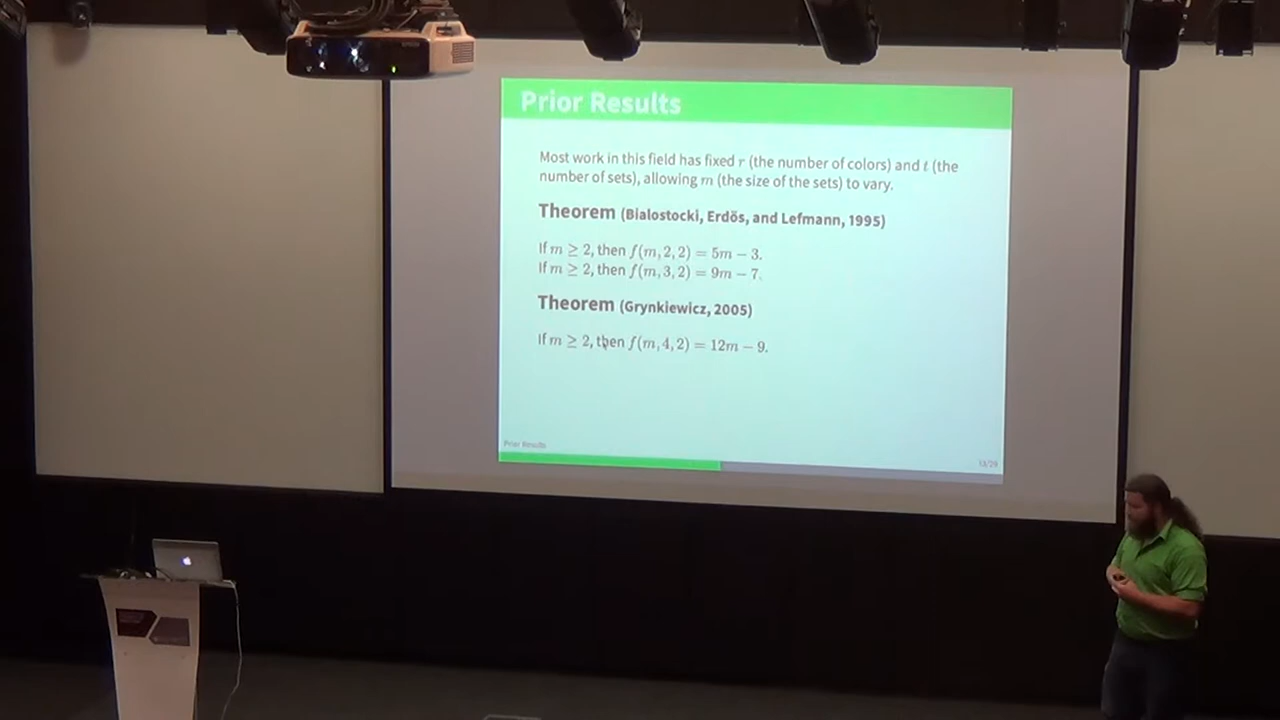 Prior Results
Most work in this field has fixed r (the number of colors) and t (the
number of sets), allowing m (the size of the sets) to vary.
Theorem (Bialostocki, Erdős, and Lefmann, 1995)
If m ≥ 2, then f(m, 2, 2) = 5m − 3.
If m ≥ 2, then f(m, 3, 2) = 9m − 7.
Theorem (Grynkiewicz, 2005)
If m ≥ 2, then f(m, 4, 2) = 12m − 9.
Prior Results
13/29